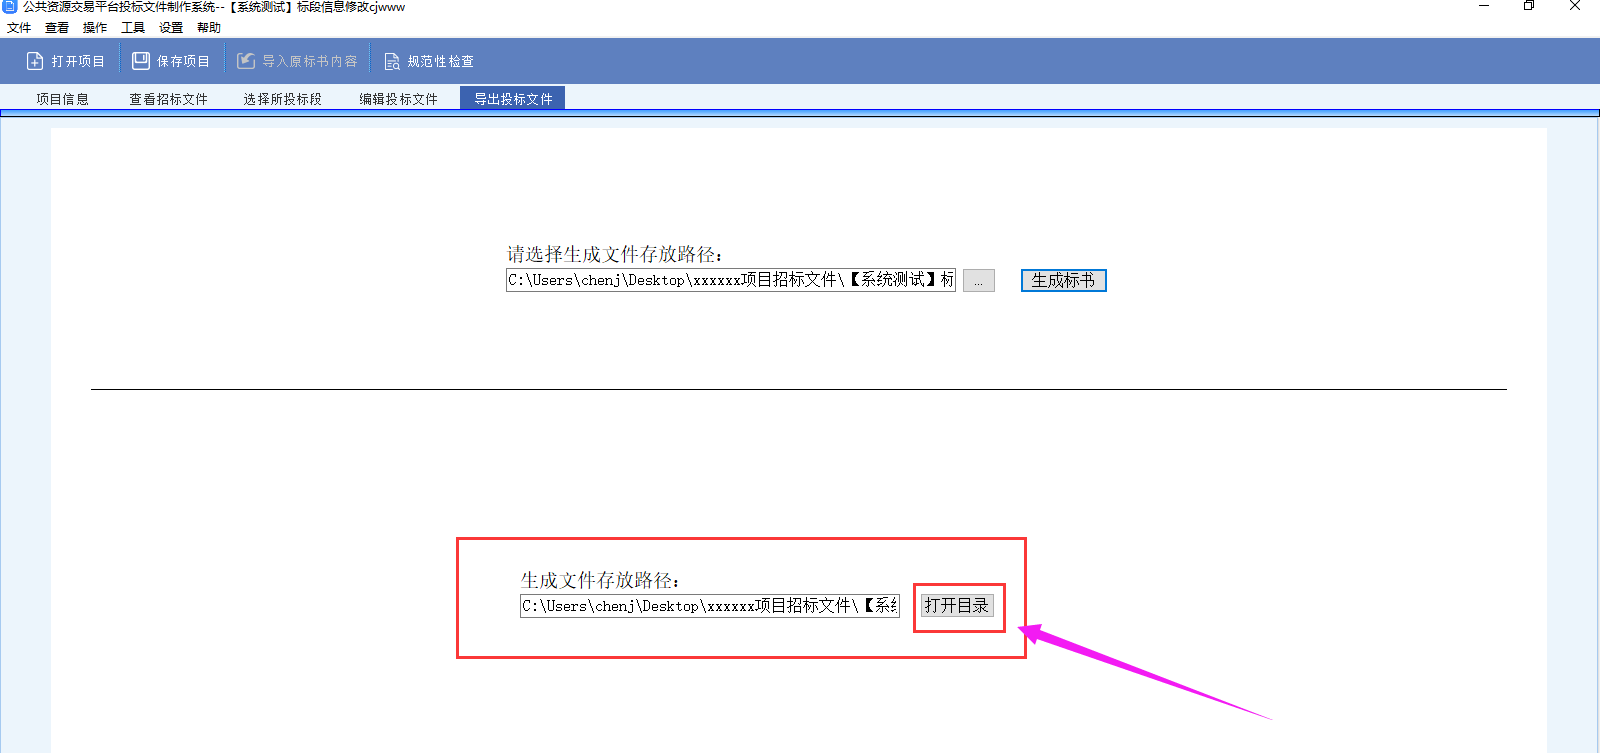 公共资源交易平台投标文件制作系统--【系统测试】标段信息修改cjwww
文件 查看 操作 工具 设置 帮助
打开项目 保存项目 导入原标书内容 规范性检查
项目信息 查看招标文件 选择所投标段 编辑投标文件 导出投标文件
请选择生成文件存放路径：
C:\Users\chenj\Desktop\xxxxxx项目招标文件\【系统测试】标 ... 生成标书
生成文件存放路径：
C:\Users\chenj\Desktop\xxxxxx项目招标文件\【系 打开目录